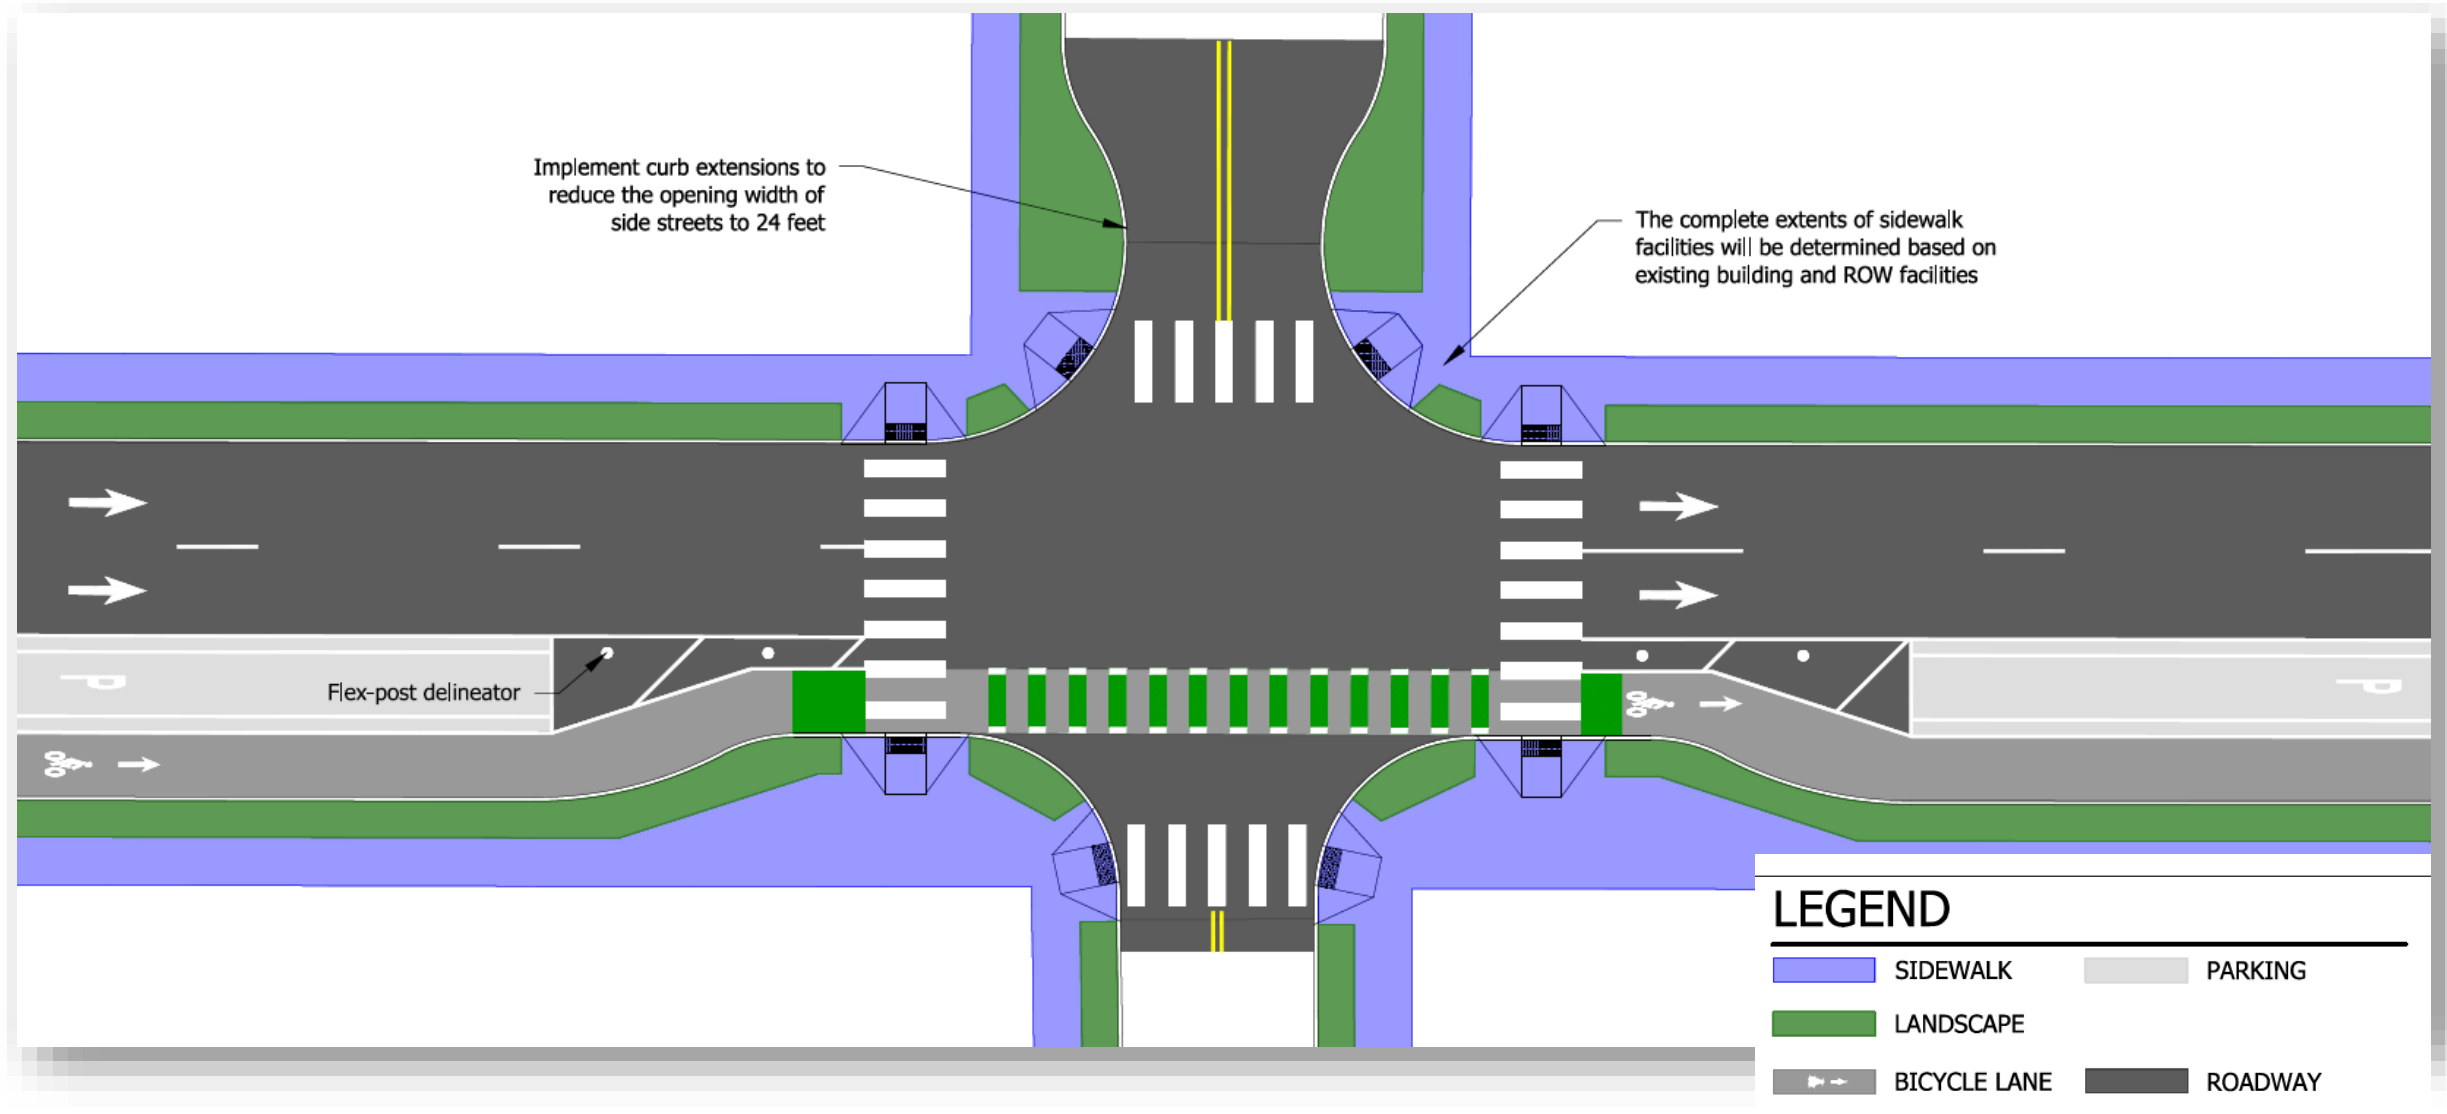 Implement curb extensions to
reduce the opening width of
side streets to 24 feet
The complete extents of sidewalk
facilities will be determined based on
existing building and ROW facilities
P
Flex-post delineator
P
LEGEND
SIDEWALK
PARKING
LANDSCAPE
BICYCLE LANE
ROADWAY